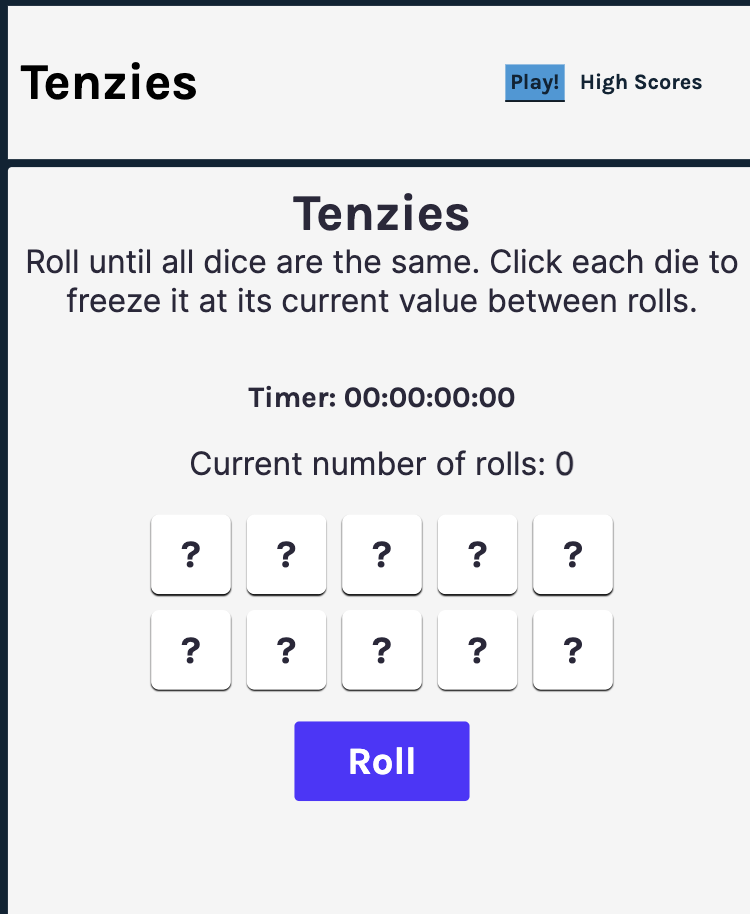 Tenzies
Play! High Scores
Tenzies
Roll until all dice are the same. Click each die to
freeze it at its current value between rolls.
Timer: 00:00:00:00
Current number of rolls: 0
? ? ? ? ?
? ? ? ? ?
Roll